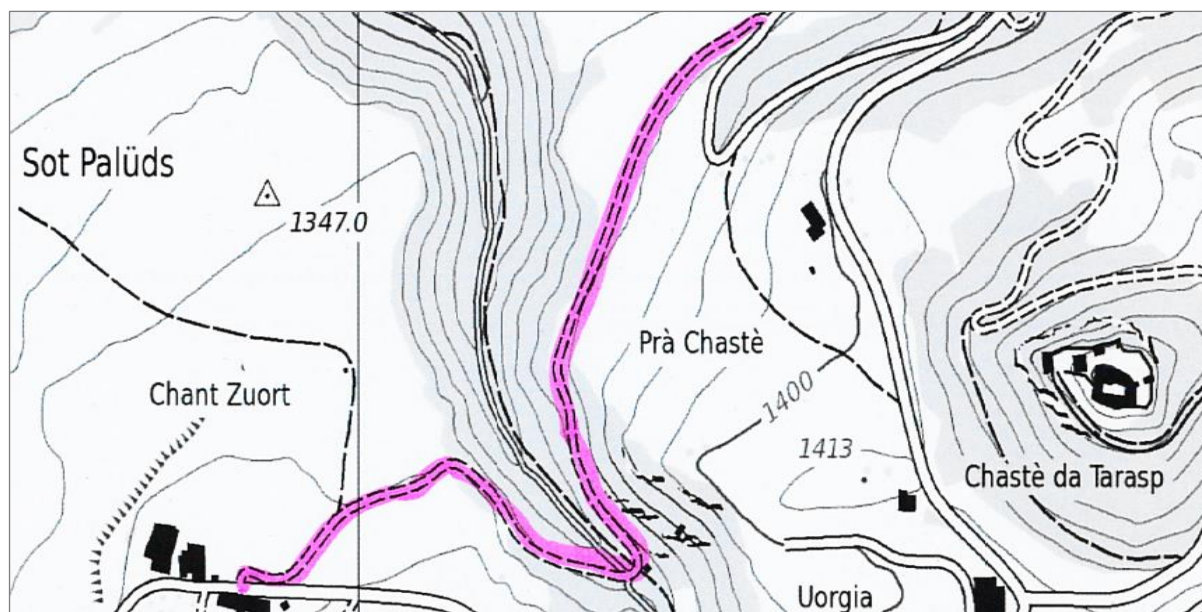 Sot Palüds
1347.0
Prà Chastè
Chant Zuort
1400
1413
Chastè da Tarasp
Uorgia